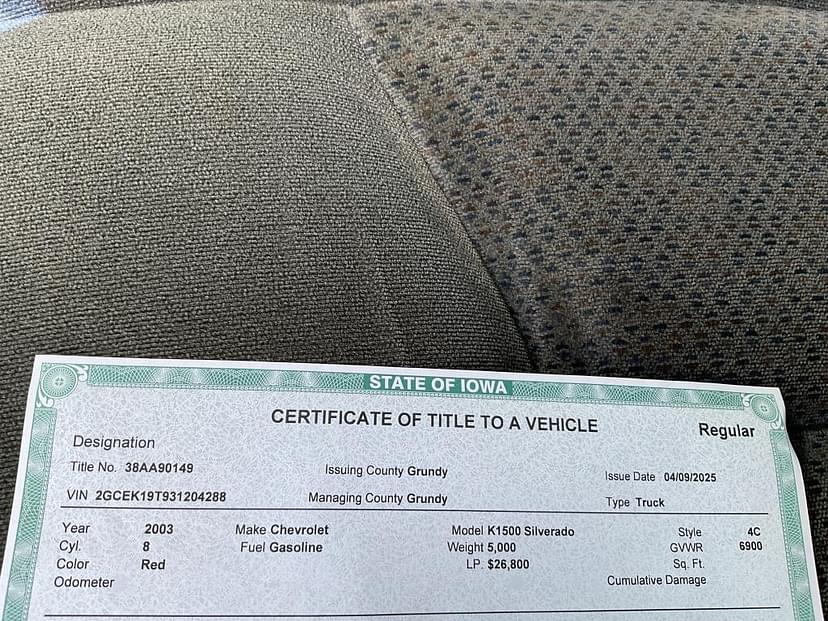 STATE OF IOWA
CERTIFICATE OF TITLE TO A VEHICLE
Designation Regular
Title No. 38AA90149 Issuing County Grundy Issue Date 04/09/2025
VIN 2GCEK19T931204288 Managing County Grundy Type Truck
Year 2003 Make Chevrolet Model K1500 Silverado Style 4C
Cyl. 8 Fuel Gasoline Weight 5,000 GVWR 6900
Color Red LP. $26,800 Sq. Ft.
Odometer Cumulative Damage